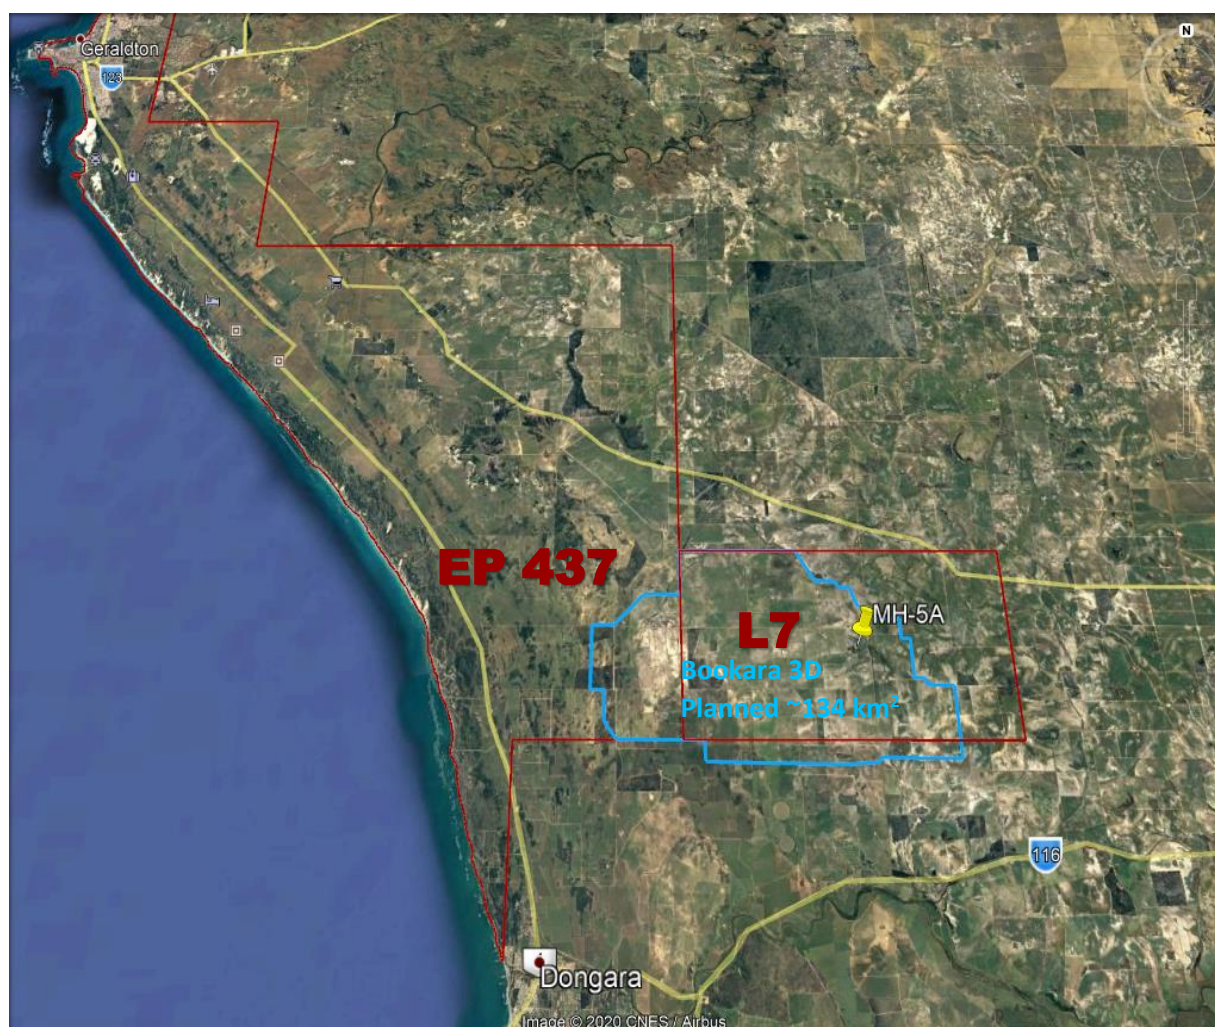 N
Geraldton
123
EP 437
MH-5A
L7
Bookara 3D
Planned ~134 km²
116
Dongara
Image © 2020 CNES / Airbus